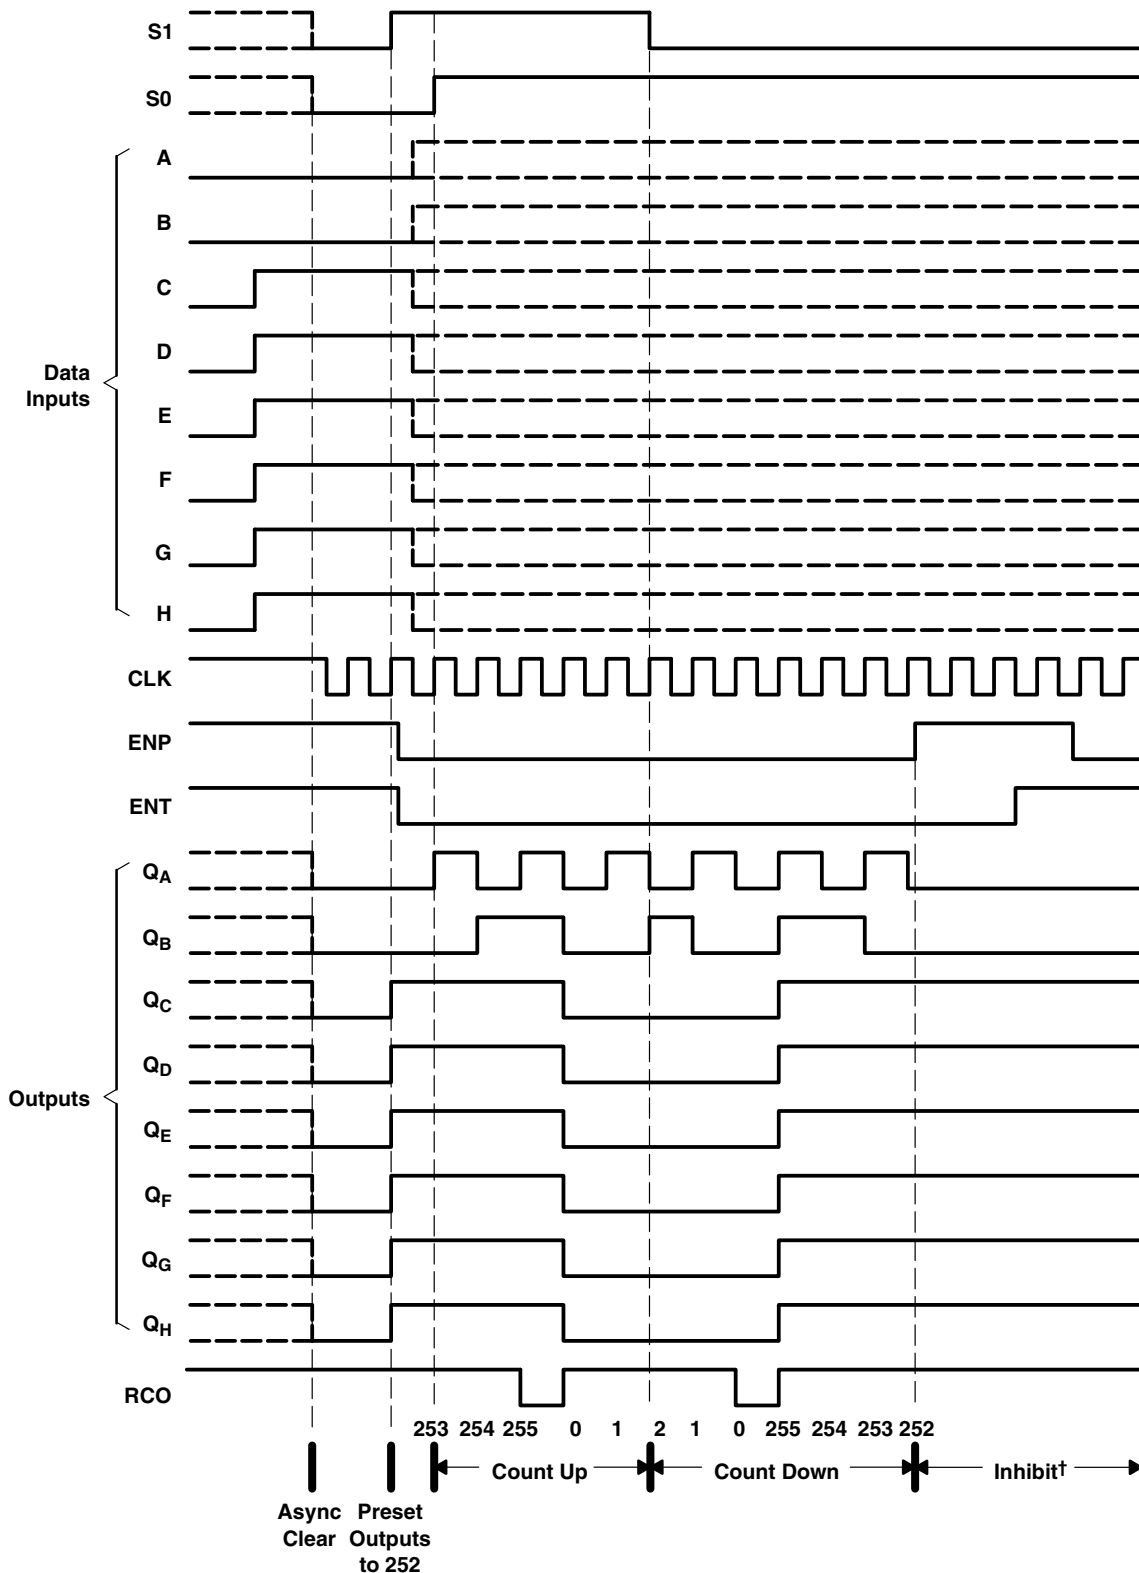 S1
S0
A
B
C
D
E
F
G
H
Data
Inputs
CLK
ENP
ENT
QA
QB
QC
QD
QE
QF
QG
QH
Outputs
RCO
253 254 255 0 1 2 1 0 255 254 253 252
Count Up Count Down Inhibit†
Async
Clear
Preset
Outputs
to 252